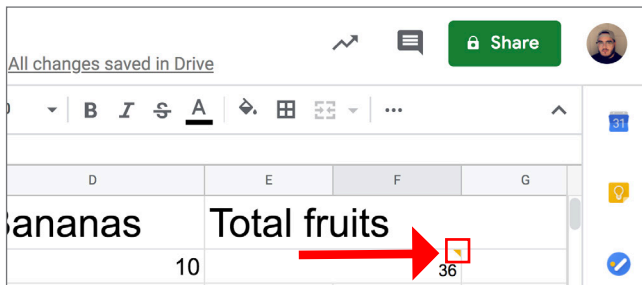 All changes saved in Drive
Share
B I S A
31
D E F G
Bananas Total fruits
10 36